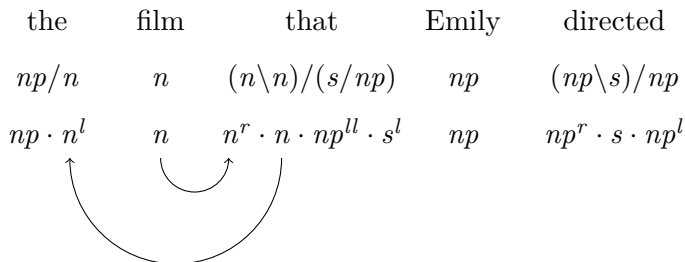 the film that Emily directed
np/n n (n\n)/(s/np) np (np\s)/np
np · n^l n n^r · n · np^{ll} · s^l np np^r · s · np^l